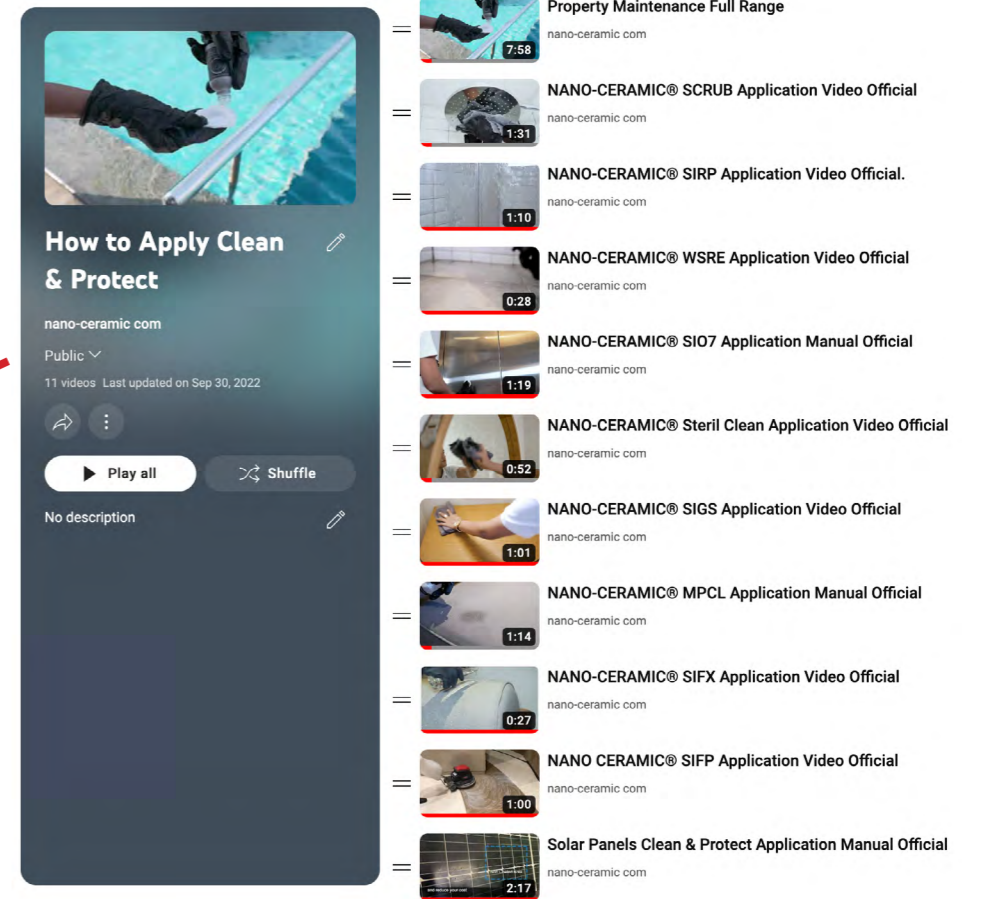 How to Apply Clean
& Protect
nano-ceramic com
Public
11 videos Last updated on Sep 30, 2022
Play all
Shuffle
No description
Property Maintenance Full Range
nano-ceramic com
7:58
NANO-CERAMIC® SCRUB Application Video Official
nano-ceramic com
1:31
NANO-CERAMIC® SIRP Application Video Official.
nano-ceramic com
1:10
NANO-CERAMIC® WSRE Application Video Official
nano-ceramic com
0:28
NANO-CERAMIC® SIO7 Application Manual Official
nano-ceramic com
1:19
NANO-CERAMIC® Steril Clean Application Video Official
nano-ceramic com
0:52
NANO-CERAMIC® SIGS Application Video Official
nano-ceramic com
1:01
NANO-CERAMIC® MPCL Application Manual Official
nano-ceramic com
1:14
NANO-CERAMIC® SIFX Application Video Official
nano-ceramic com
0:27
NANO CERAMIC® SIFP Application Video Official
nano-ceramic com
1:00
Solar Panels Clean & Protect Application Manual Official
nano-ceramic com
and reduce your cost
2:17